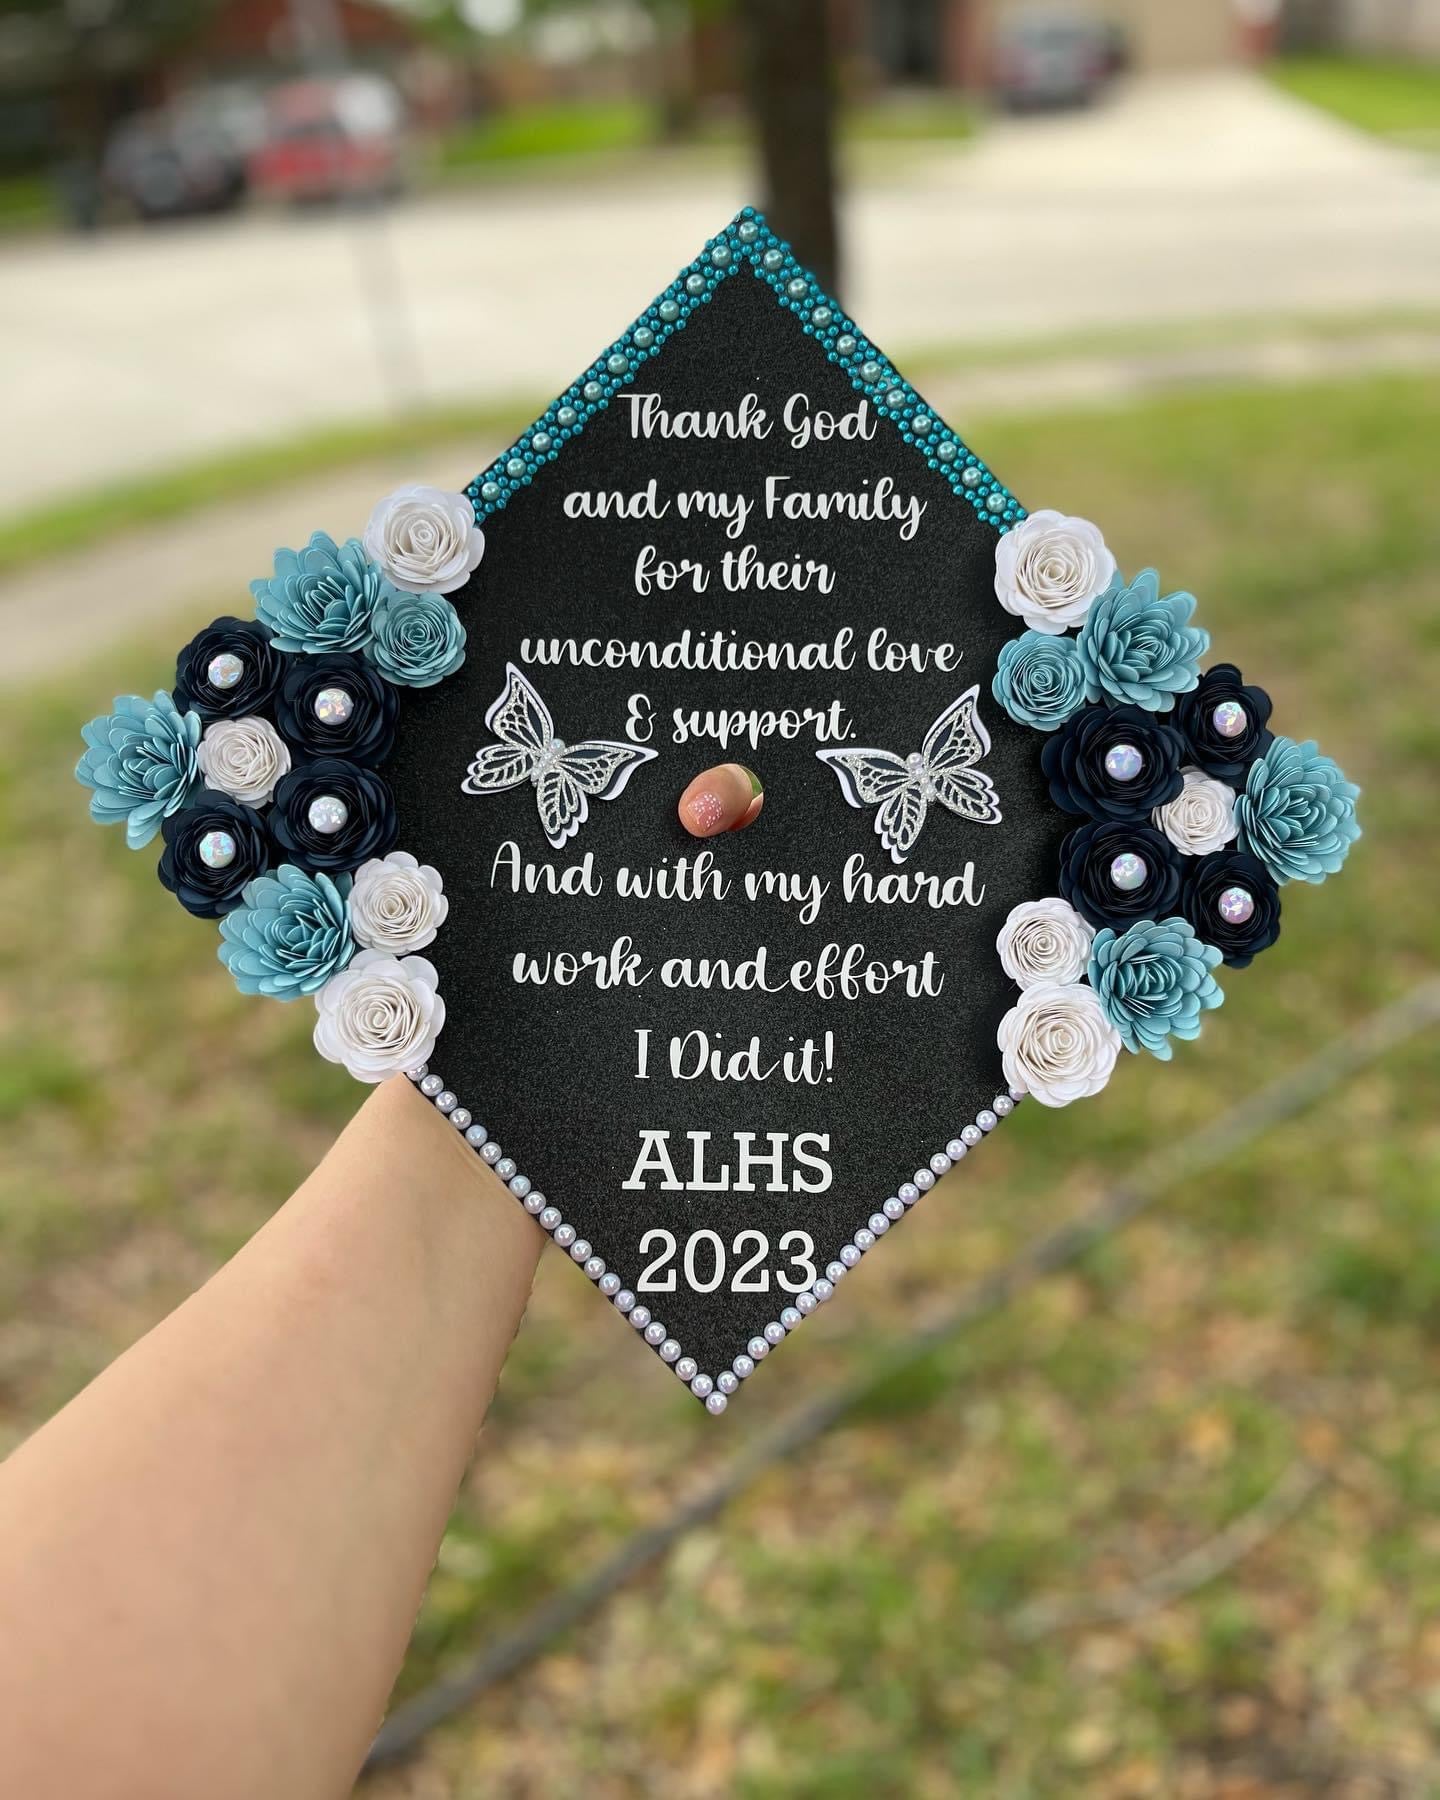 Thank God
and my Family
for their
unconditional love
& support.
And with my hard
work and effort
I Did it!
ALHS
2023